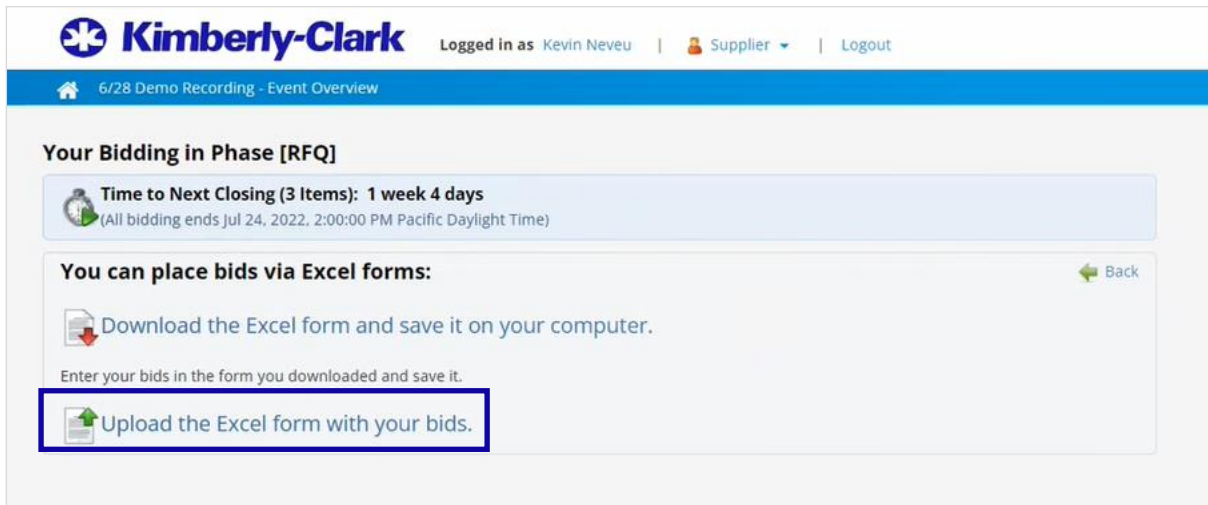 Kimberly-Clark Logged in as Kevin Neveu | Supplier | Logout
6/28 Demo Recording - Event Overview
Your Bidding in Phase [RFQ]
Time to Next Closing (3 Items): 1 week 4 days
(All bidding ends Jul 24, 2022, 2:00:00 PM Pacific Daylight Time)
You can place bids via Excel forms: Back
Download the Excel form and save it on your computer.
Enter your bids in the form you downloaded and save it.
Upload the Excel form with your bids.